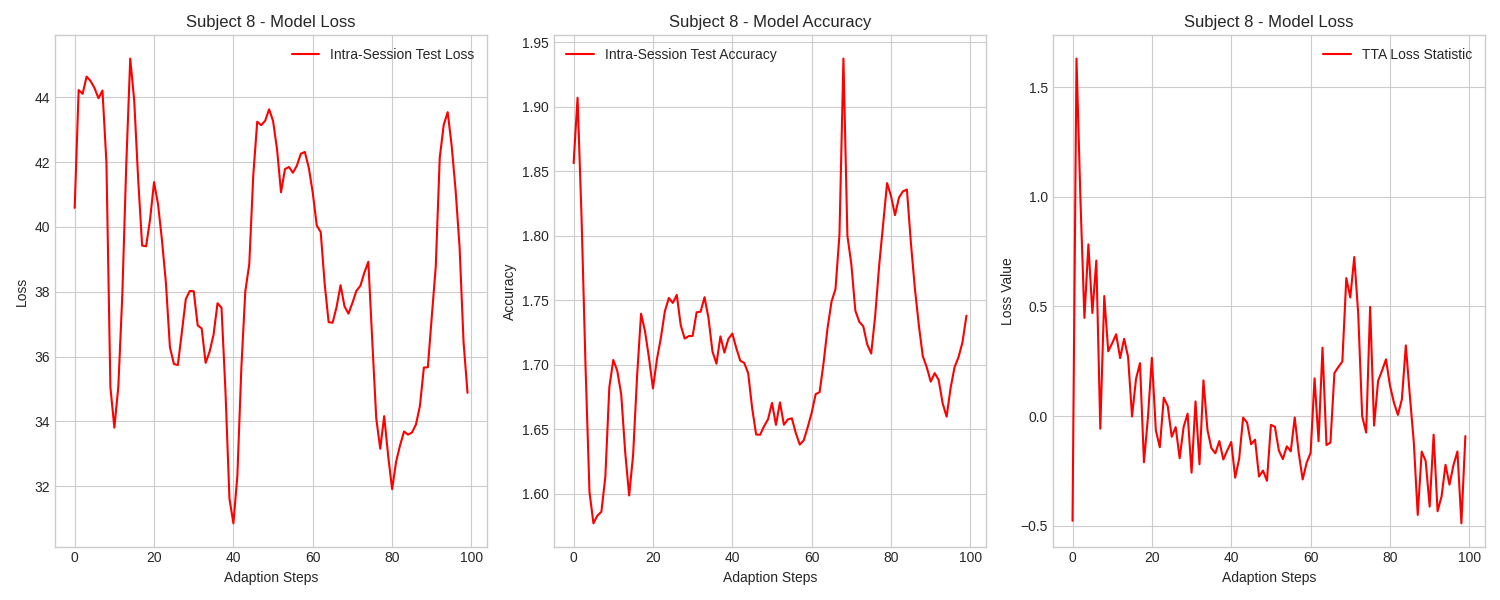 Subject 8 - Model Loss
Intra-Session Test Loss
Loss
44
42
40
38
36
34
32
0 20 40 60 80 100
Adaption Steps
Subject 8 - Model Accuracy
Intra-Session Test Accuracy
Accuracy
1.95
1.90
1.85
1.80
1.75
1.70
1.65
1.60
0 20 40 60 80 100
Adaption Steps
Subject 8 - Model Loss
TTA Loss Statistic
Loss Value
1.5
1.0
0.5
0.0
−0.5
0 20 40 60 80 100
Adaption Steps